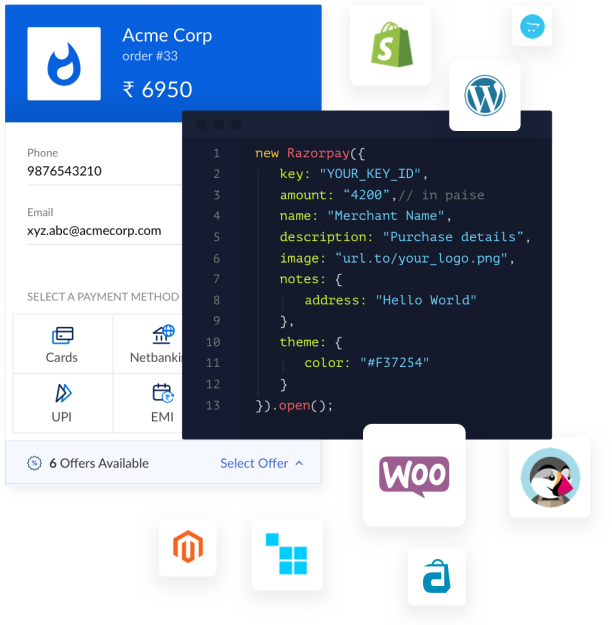 Acme Corp
order #33
₹ 6950
Phone
9876543210
Email
xyz.abc@acmecorp.com
SELECT A PAYMENT METHOD
Cards
Netbanki
UPI
EMI
6 Offers Available
Select Offer
1 new Razorpay({
2 key: "YOUR_KEY_ID",
3 amount: “4200”,// in paise
4 name: "Merchant Name",
5 description: "Purchase details”,
6 image: “url.to/your_logo.png”,
7 notes: {
8 address: "Hello World"
9 },
10 theme: {
11 color: "#F37254"
12 }
13 }).open();
WOO